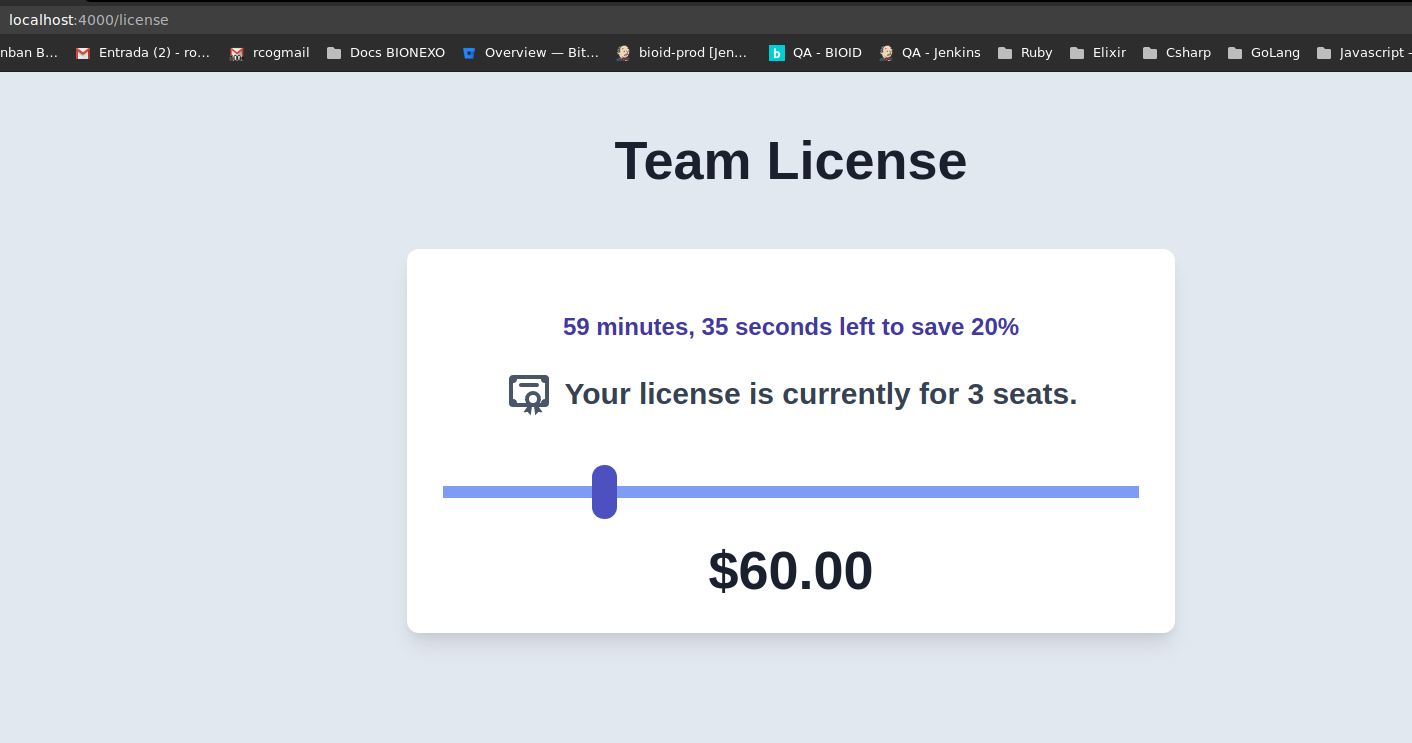 localhost:4000/license
nban B... Entrada (2) - ro... rcogmail Docs BIONEXO Overview — Bit... bioid-prod [Jen... b QA - BIOID QA - Jenkins Ruby Elixir Csharp GoLang Javascript -
Team License
59 minutes, 35 seconds left to save 20%
Your license is currently for 3 seats.
$60.00